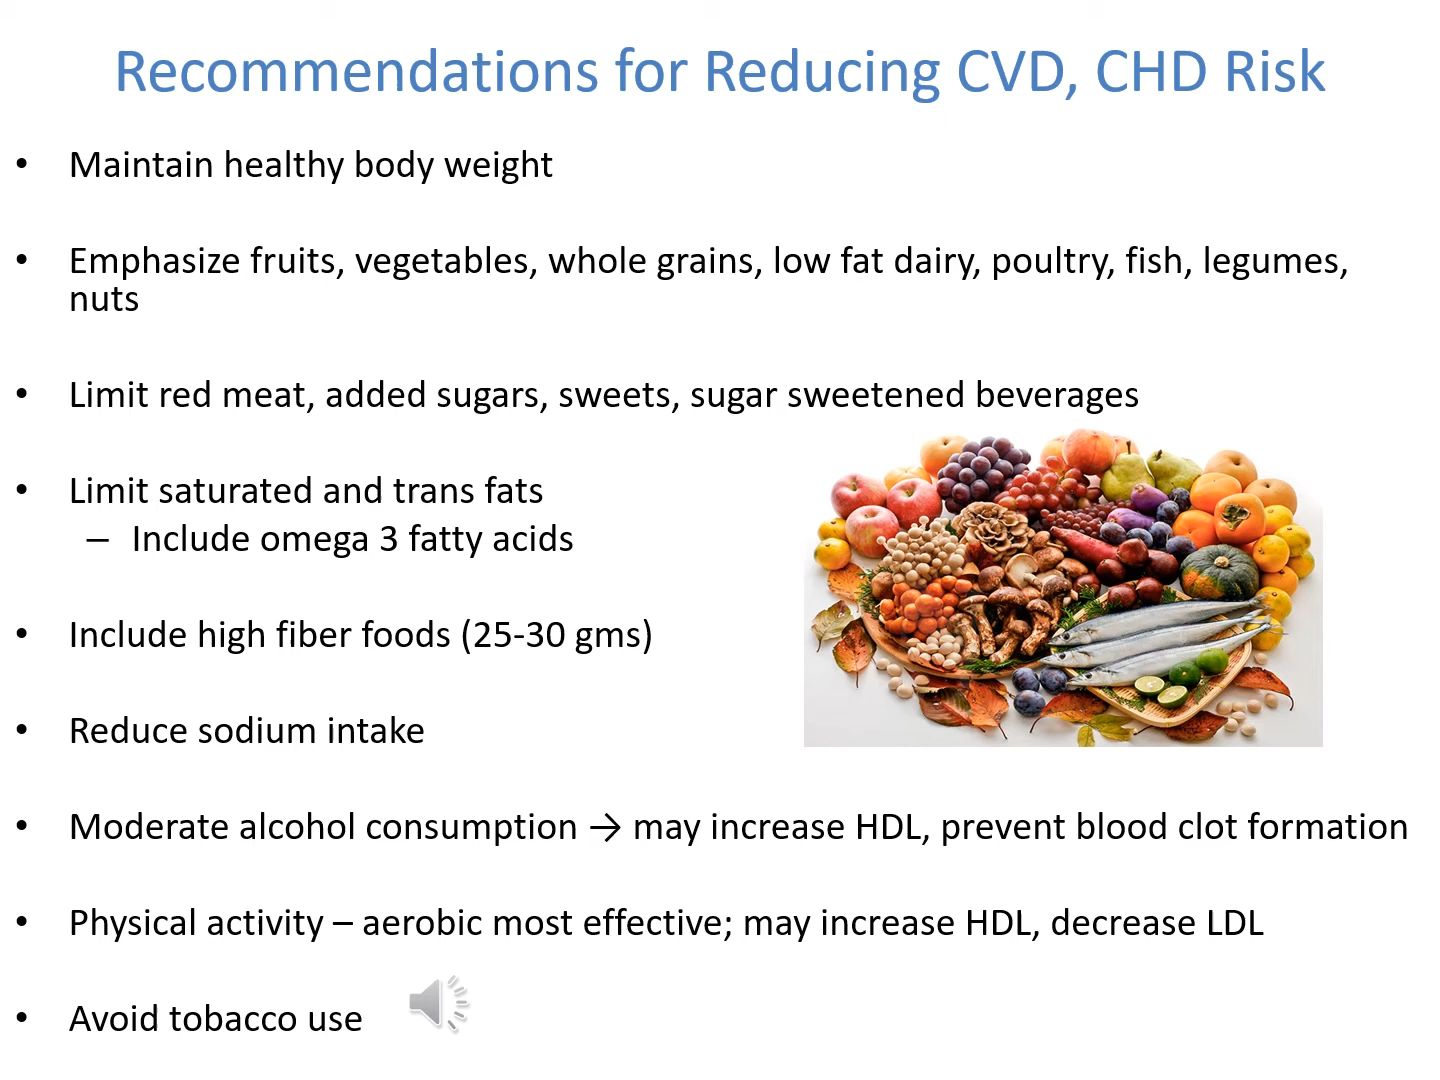 Recommendations for Reducing CVD, CHD Risk
• Maintain healthy body weight
• Emphasize fruits, vegetables, whole grains, low fat dairy, poultry, fish, legumes,
nuts
• Limit red meat, added sugars, sweets, sugar sweetened beverages
• Limit saturated and trans fats
– Include omega 3 fatty acids
• Include high fiber foods (25-30 gms)
• Reduce sodium intake
• Moderate alcohol consumption → may increase HDL, prevent blood clot formation
• Physical activity – aerobic most effective; may increase HDL, decrease LDL
• Avoid tobacco use